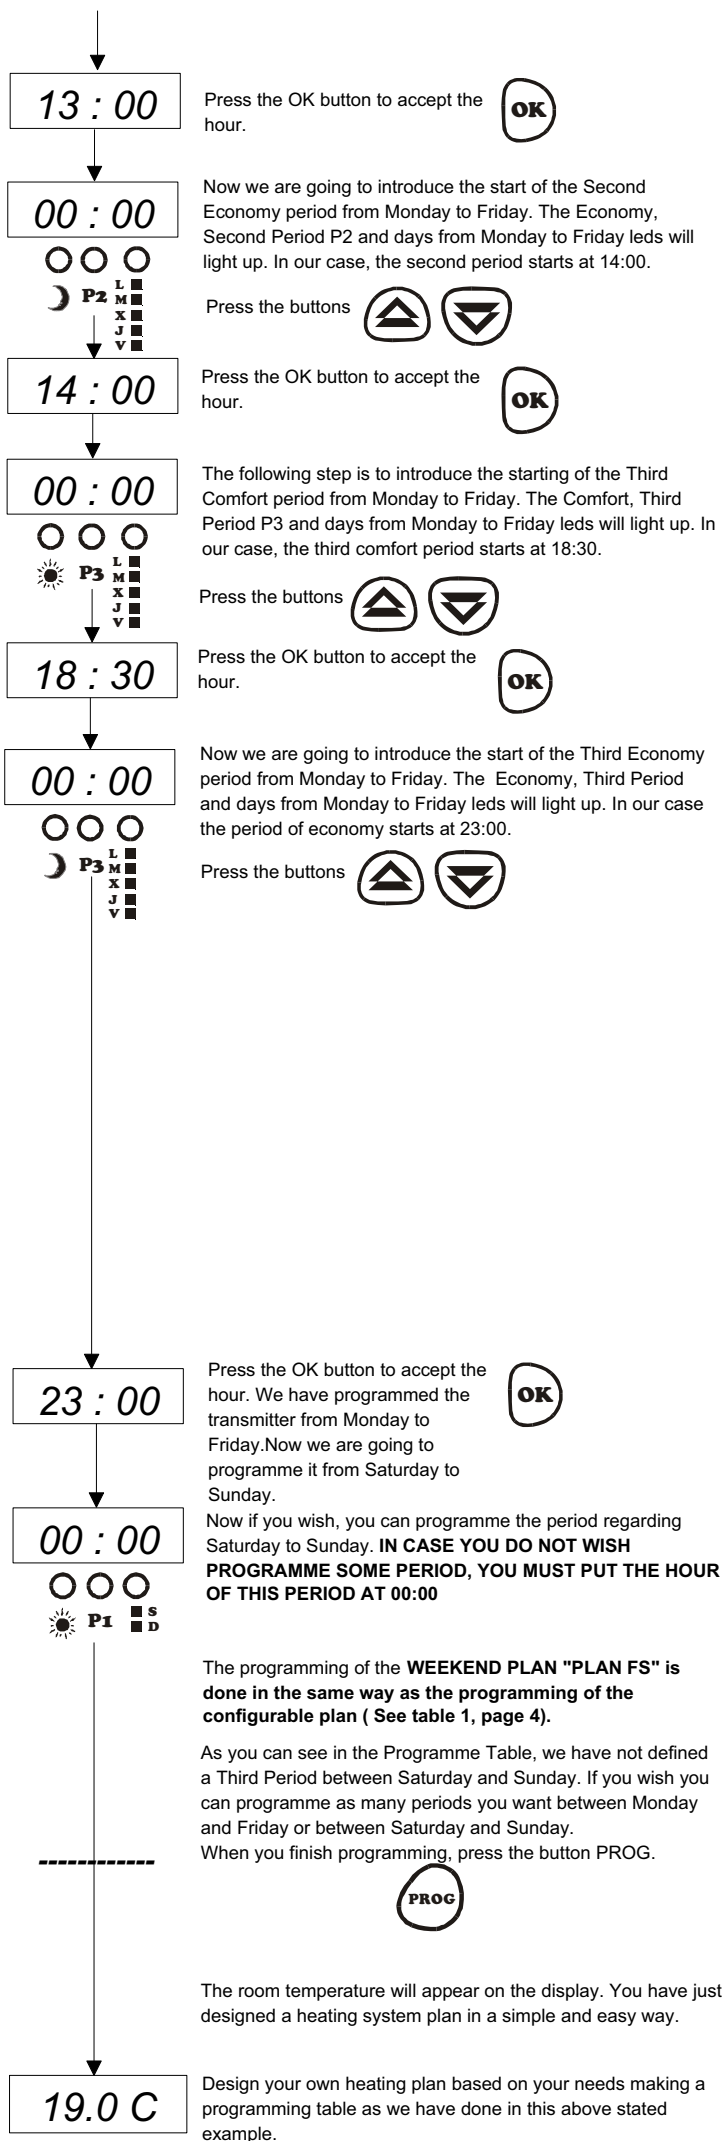 13 : 00
Press the OK button to accept the
hour.
OK
00 : 00
Now we are going to introduce the start of the Second
Economy period from Monday to Friday. The Economy,
Second Period P2 and days from Monday to Friday leds will
light up. In our case, the second period starts at 14:00.
P2
L
M
X
J
V
Press the buttons
14 : 00
Press the OK button to accept the
hour.
OK
00 : 00
The following step is to introduce the starting of the Third
Comfort period from Monday to Friday. The Comfort, Third
Period P3 and days from Monday to Friday leds will light up. In
our case, the third comfort period starts at 18:30.
P3
L
M
X
J
V
Press the buttons
18 : 30
Press the OK button to accept the
hour.
OK
00 : 00
Now we are going to introduce the start of the Third Economy
period from Monday to Friday. The Economy, Third Period
and days from Monday to Friday leds will light up. In our case
the period of economy starts at 23:00.
P3
L
M
X
J
V
Press the buttons
23 : 00
Press the OK button to accept the
hour. We have programmed the
transmitter from Monday to
Friday.Now we are going to
programme it from Saturday to
Sunday.
OK
00 : 00
Now if you wish, you can programme the period regarding
Saturday to Sunday. IN CASE YOU DO NOT WISH
PROGRAMME SOME PERIOD, YOU MUST PUT THE HOUR
OF THIS PERIOD AT 00:00
P1
S
D
The programming of the WEEKEND PLAN "PLAN FS" is
done in the same way as the programming of the
configurable plan ( See table 1, page 4).
As you can see in the Programme Table, we have not defined
a Third Period between Saturday and Sunday. If you wish you
can programme as many periods you want between Monday
and Friday or between Saturday and Sunday.
When you finish programming, press the button PROG.
PROG
The room temperature will appear on the display. You have just
designed a heating system plan in a simple and easy way.
19.0 C
Design your own heating plan based on your needs making a
programming table as we have done in this above stated
example.